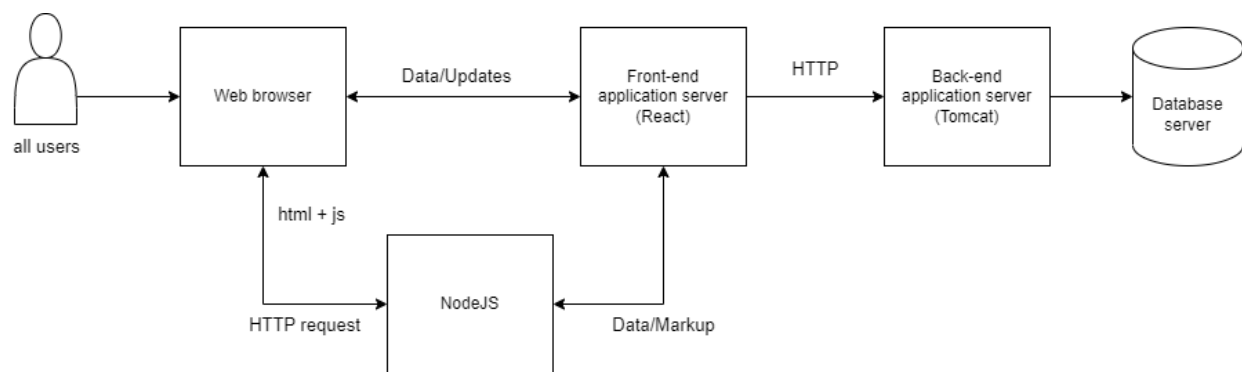 all users
Web browser
Data/Updates
Front-end
application server
(React)
HTTP
Back-end
application server
(Tomcat)
Database
server
html + js
HTTP request
NodeJS
Data/Markup